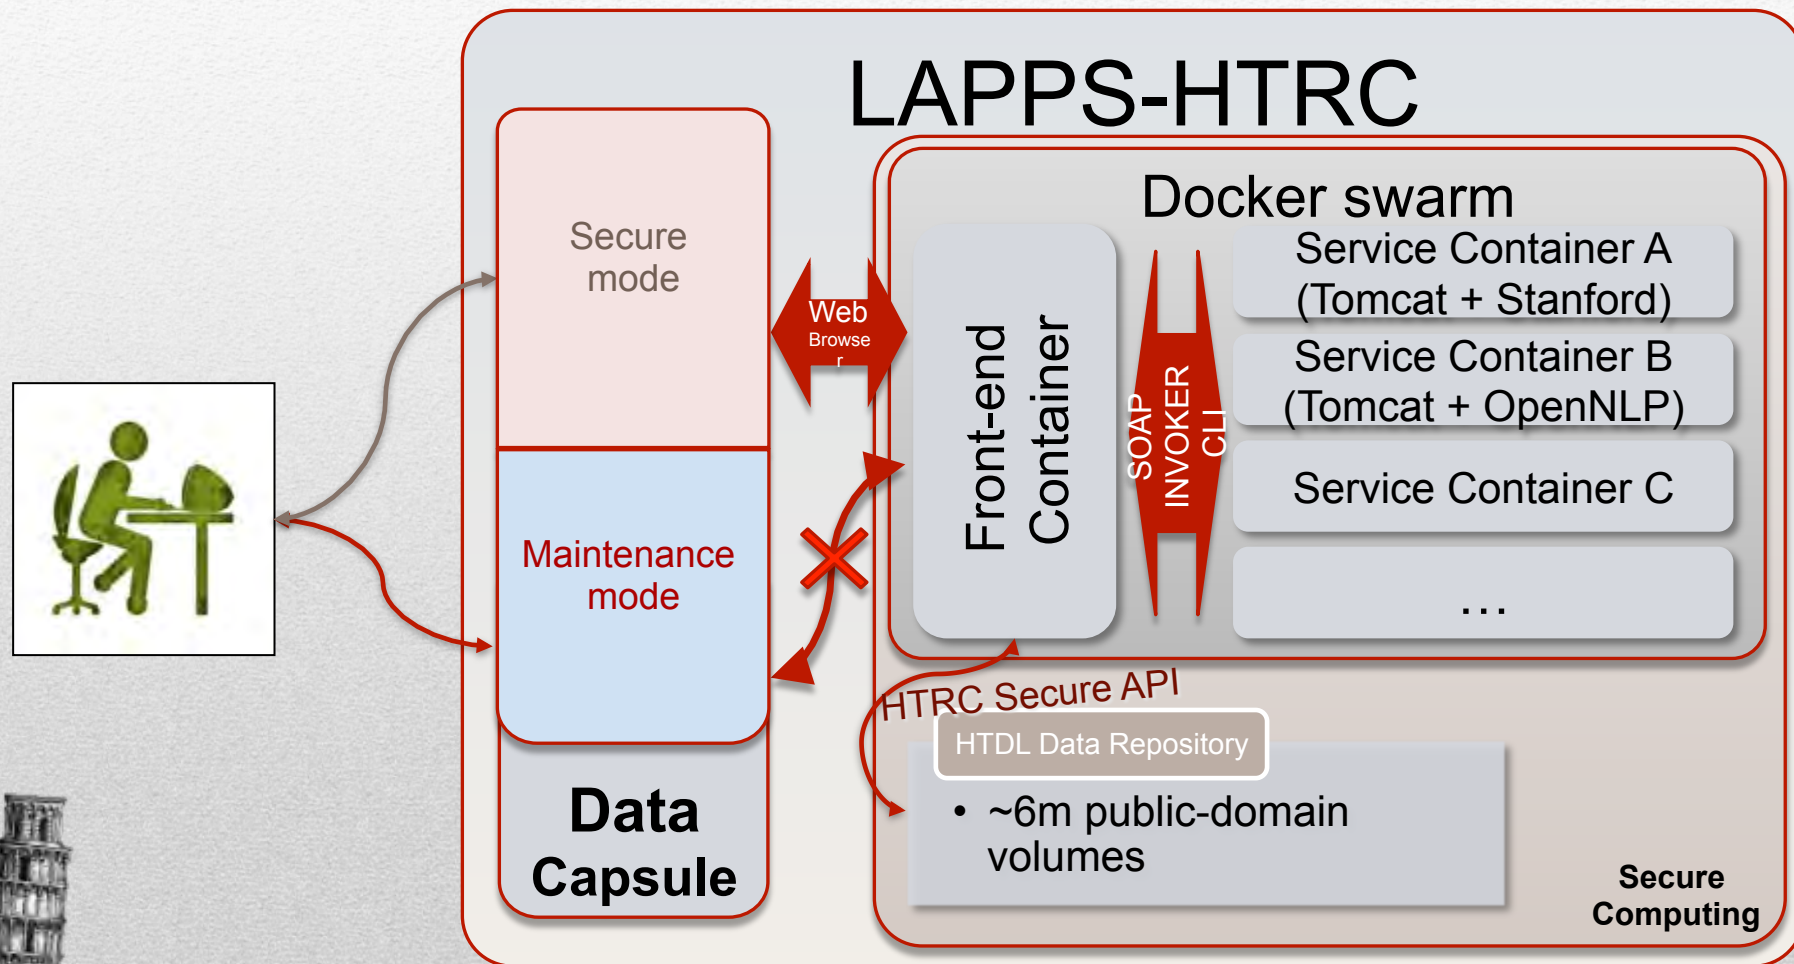 LAPPS-HTRC
Secure
mode
Maintenance
mode
Data
Capsule
Web
Browse
r
Docker swarm
Front-end
Container
SOAP
INVOKER
CLI
Service Container A
(Tomcat + Stanford)
Service Container B
(Tomcat + OpenNLP)
Service Container C
…
HTRC Secure API
HTDL Data Repository
• ~6m public-domain
volumes
Secure
Computing